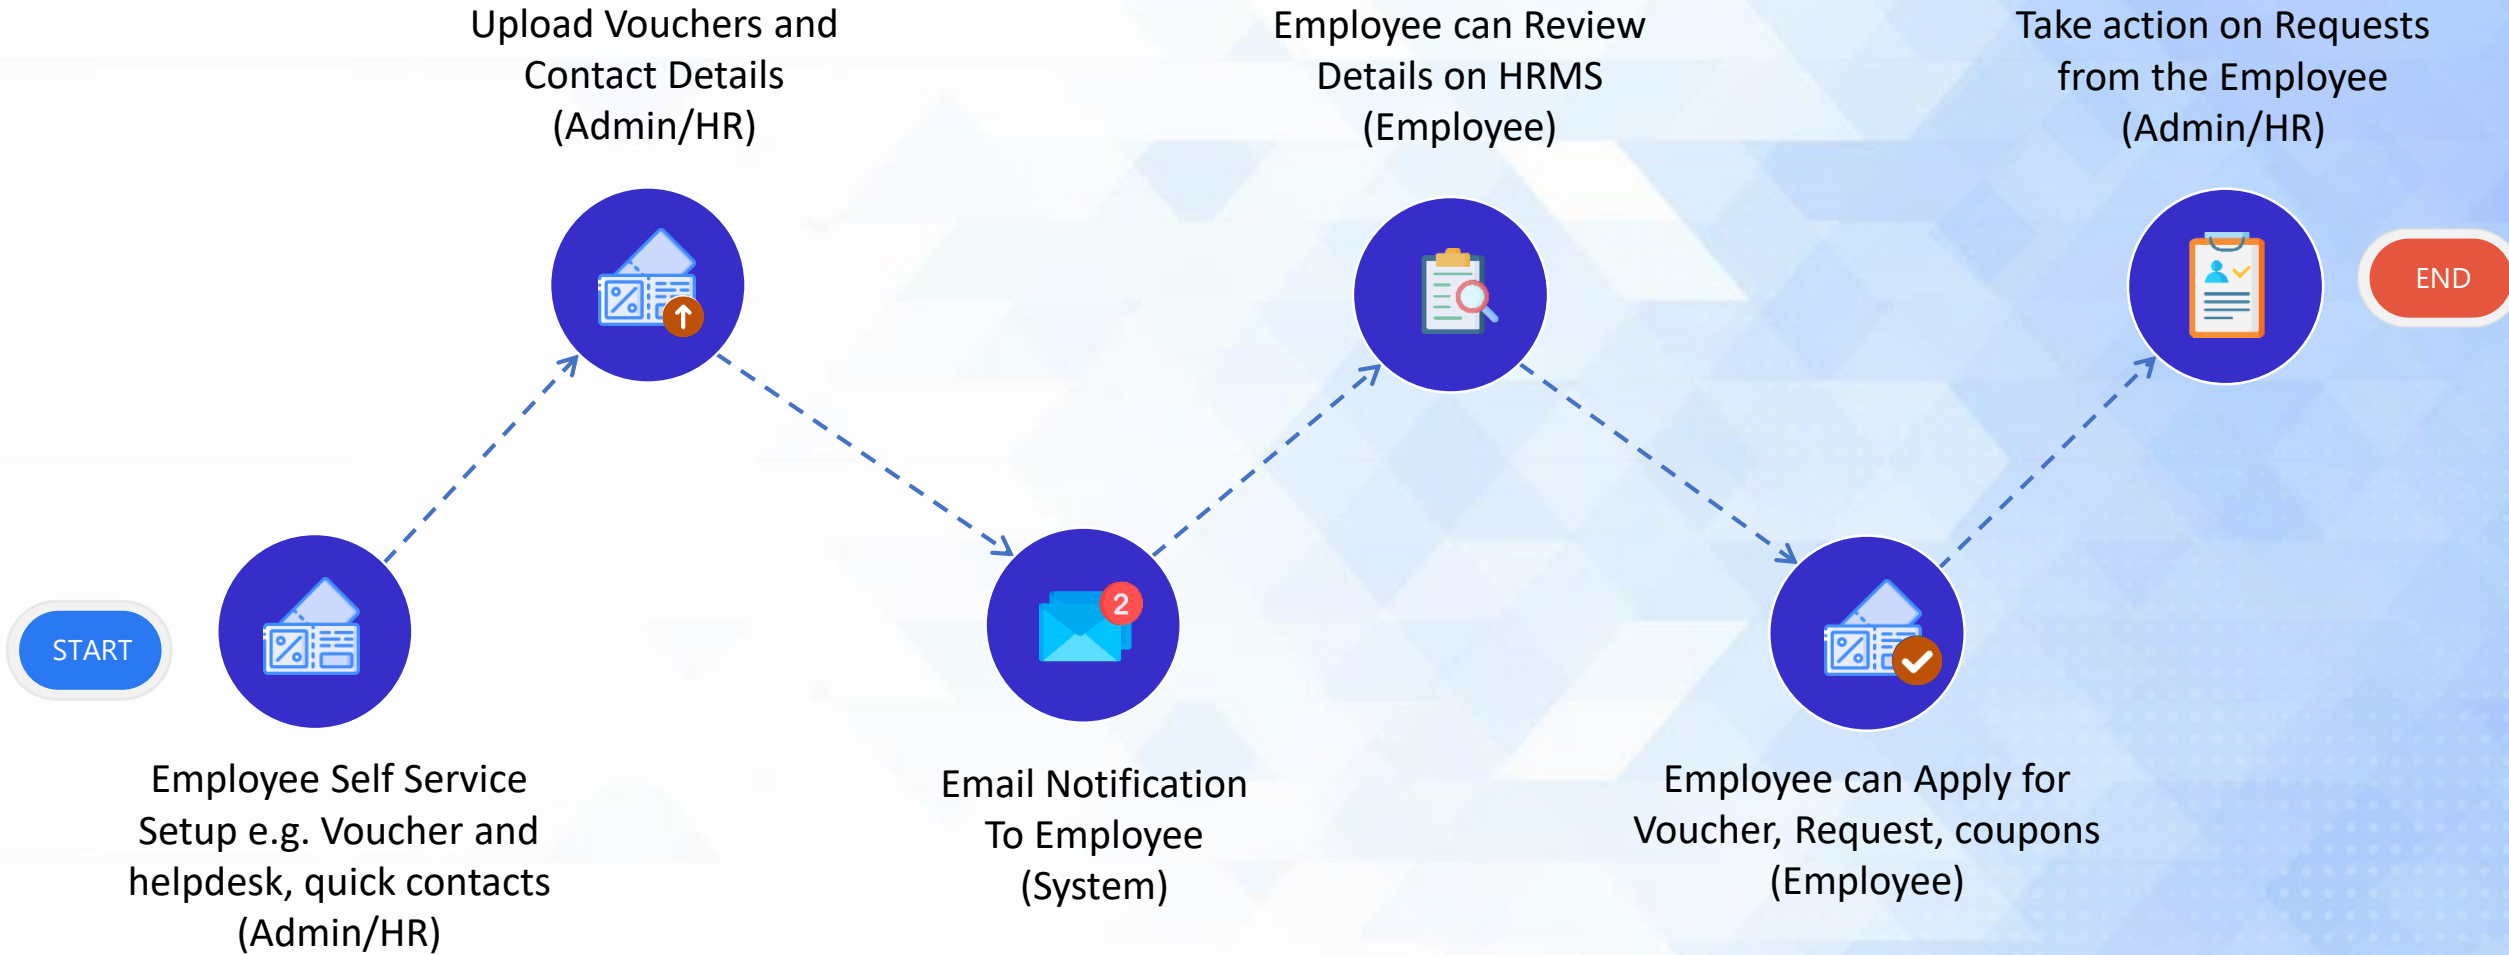 START
Employee Self Service
Setup e.g. Voucher and
helpdesk, quick contacts
(Admin/HR)
Upload Vouchers and
Contact Details
(Admin/HR)
2
Email Notification
To Employee
(System)
Employee can Review
Details on HRMS
(Employee)
Employee can Apply for
Voucher, Request, coupons
(Employee)
Take action on Requests
from the Employee
(Admin/HR)
END